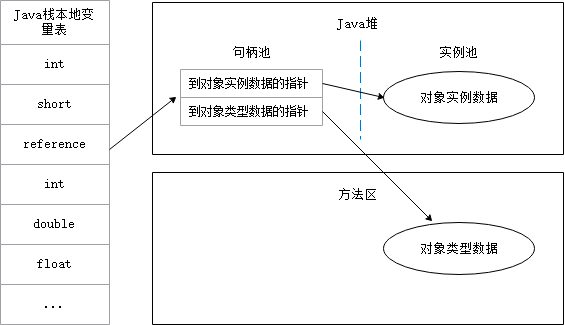 Java栈本地变
量表
int
short
reference
int
double
float
...
Java堆
句柄池
实例池
到对象实例数据的指针
到对象类型数据的指针
对象实例数据
方法区
对象类型数据